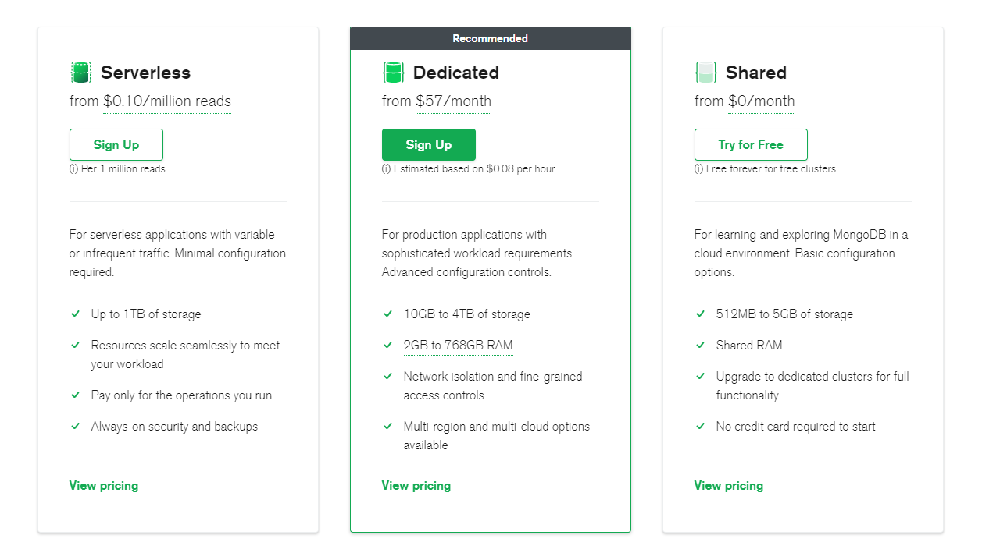 Serverless
from $0.10/million reads
Sign Up
(i) Per 1 million reads
For serverless applications with variable
or infrequent traffic. Minimal configuration
required.
Up to 1TB of storage
Resources scale seamlessly to meet
your workload
Pay only for the operations you run
Always-on security and backups
View pricing
Recommended
Dedicated
from $57/month
Sign Up
(i) Estimated based on $0.08 per hour
For production applications with
sophisticated workload requirements.
Advanced configuration controls.
10GB to 4TB of storage
2GB to 768GB RAM
Network isolation and fine-grained
access controls
Multi-region and multi-cloud options
available
View pricing
Shared
from $0/month
Try for Free
(i) Free forever for free clusters
For learning and exploring MongoDB in a
cloud environment. Basic configuration
options.
512MB to 5GB of storage
Shared RAM
Upgrade to dedicated clusters for full
functionality
No credit card required to start
View pricing